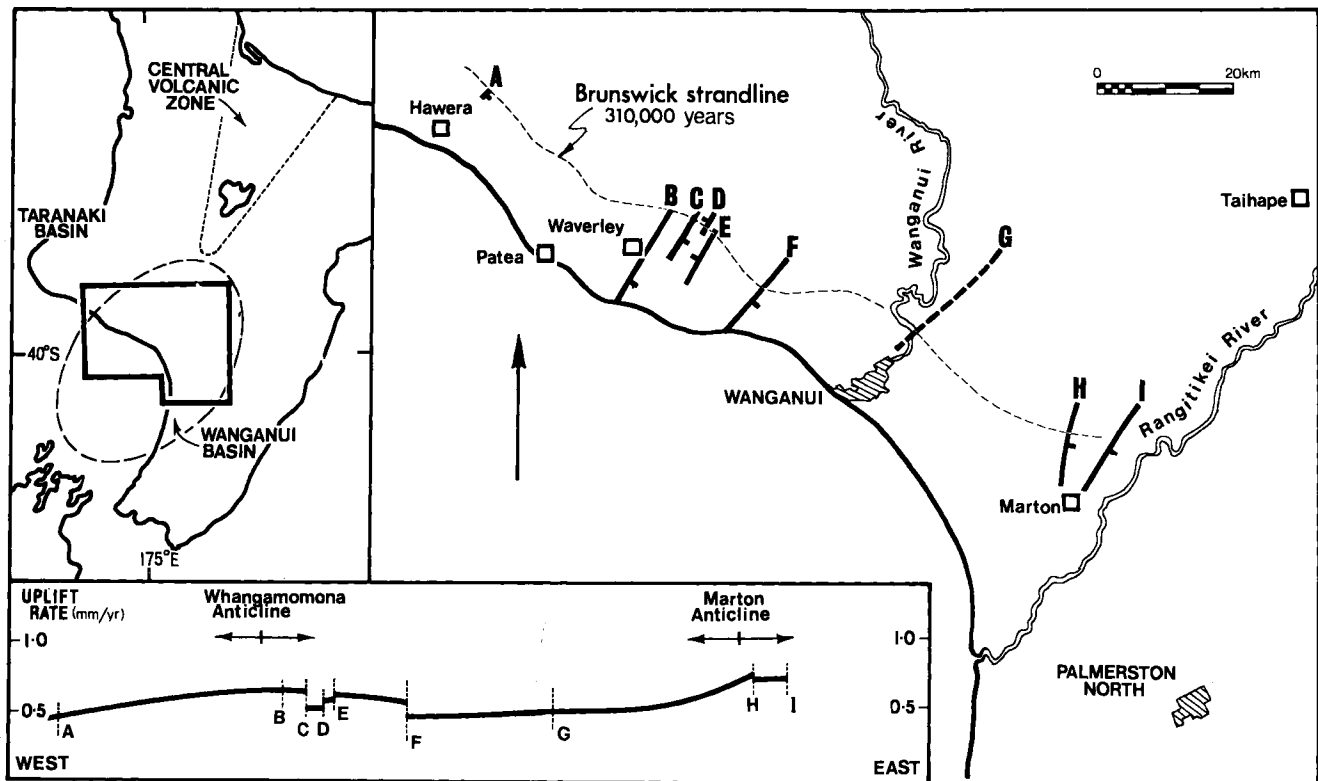 CENTRAL
VOLCANIC
ZONE
TARANAKI
BASIN
40°S
WANGANUI
BASIN
175°E
A
Hawera
Brunswick strandline
310,000 years
0 20km
Wanganui River
B C D
E
Waverley
Patea
F
G
Taihape
WANGANUI
H I
Rangitikei River
Marton
PALMERSTON
NORTH
UPLIFT
RATE (mm/yr)
Whangamomona
Anticline
Marton
Anticline
1·0 1·0
0·5 0·5
A B C D E F G H I
WEST EAST